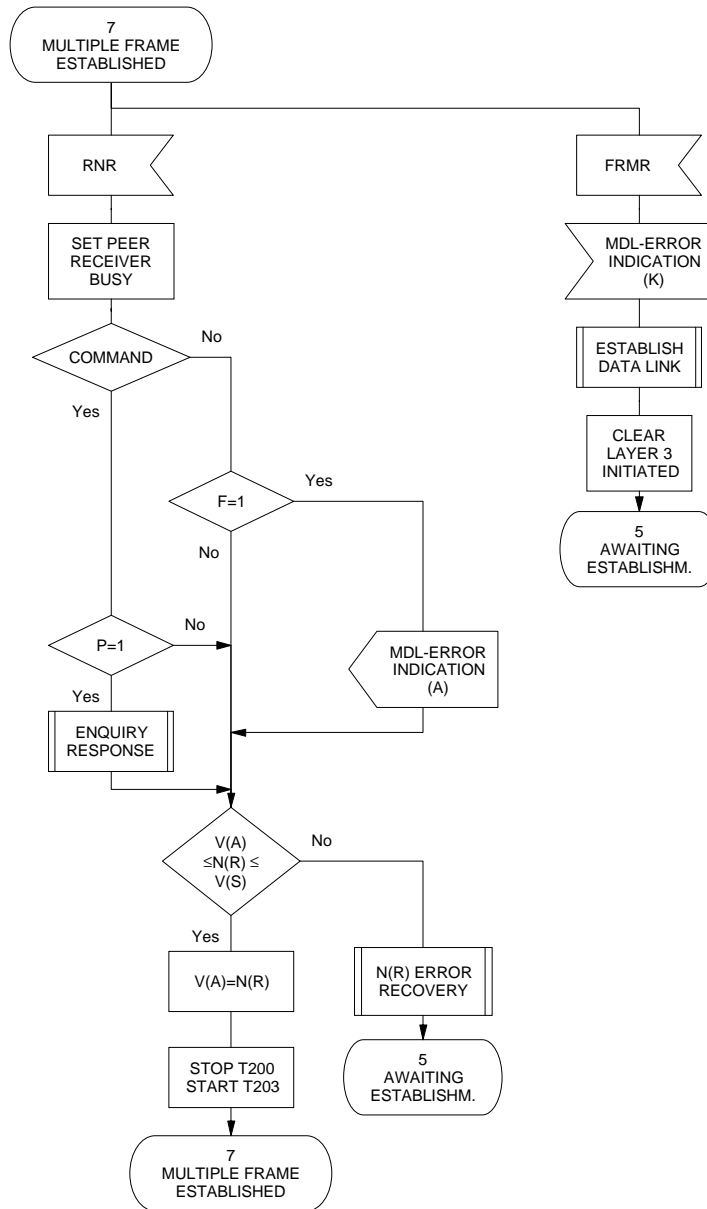 7
MULTIPLE FRAME
ESTABLISHED
RNR
FRMR
SET PEER
RECEIVER
BUSY
MDL-ERROR
INDICATION
(K)
No
COMMAND
ESTABLISH
DATA LINK
Yes
CLEAR
LAYER 3
INITIATED
Yes
F=1
5
AWAITING
ESTABLISHM.
No
No
P=1
MDL-ERROR
INDICATION
(A)
Yes
ENQUIRY
RESPONSE
No
V(A)
≤N(R) ≤
V(S)
Yes
V(A)=N(R)
N(R) ERROR
RECOVERY
STOP T200
START T203
5
AWAITING
ESTABLISHM.
7
MULTIPLE FRAME
ESTABLISHED